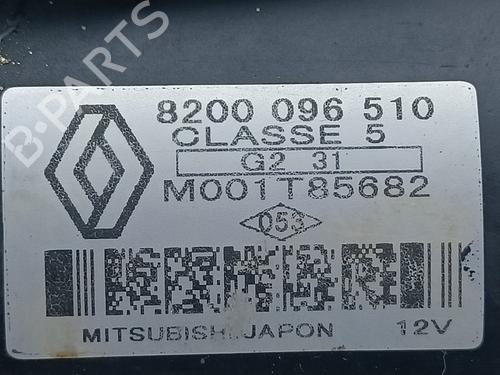 B-PARTS
8200 096 510
CLASSE 5
G2 31
M001T85682
053
MITSUBISHI JAPON 12V